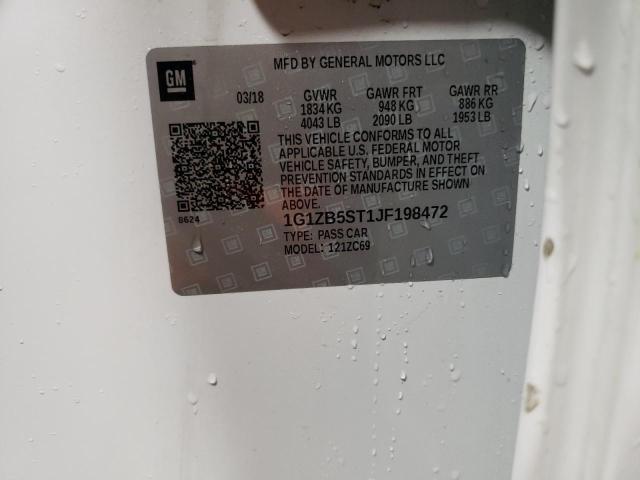 GM
MFD BY GENERAL MOTORS LLC
03/18 GVWR GAWR FRT GAWR RR
1834 KG 948 KG 886 KG
4043 LB 2090 LB 1953 LB
THIS VEHICLE CONFORMS TO ALL
APPLICABLE U.S. FEDERAL MOTOR
VEHICLE SAFETY, BUMPER, AND THEFT
PREVENTION STANDARDS IN EFFECT ON
THE DATE OF MANUFACTURE SHOWN
ABOVE.
8624
1G1ZB5ST1JF198472
TYPE: PASS CAR
MODEL: 121ZC69